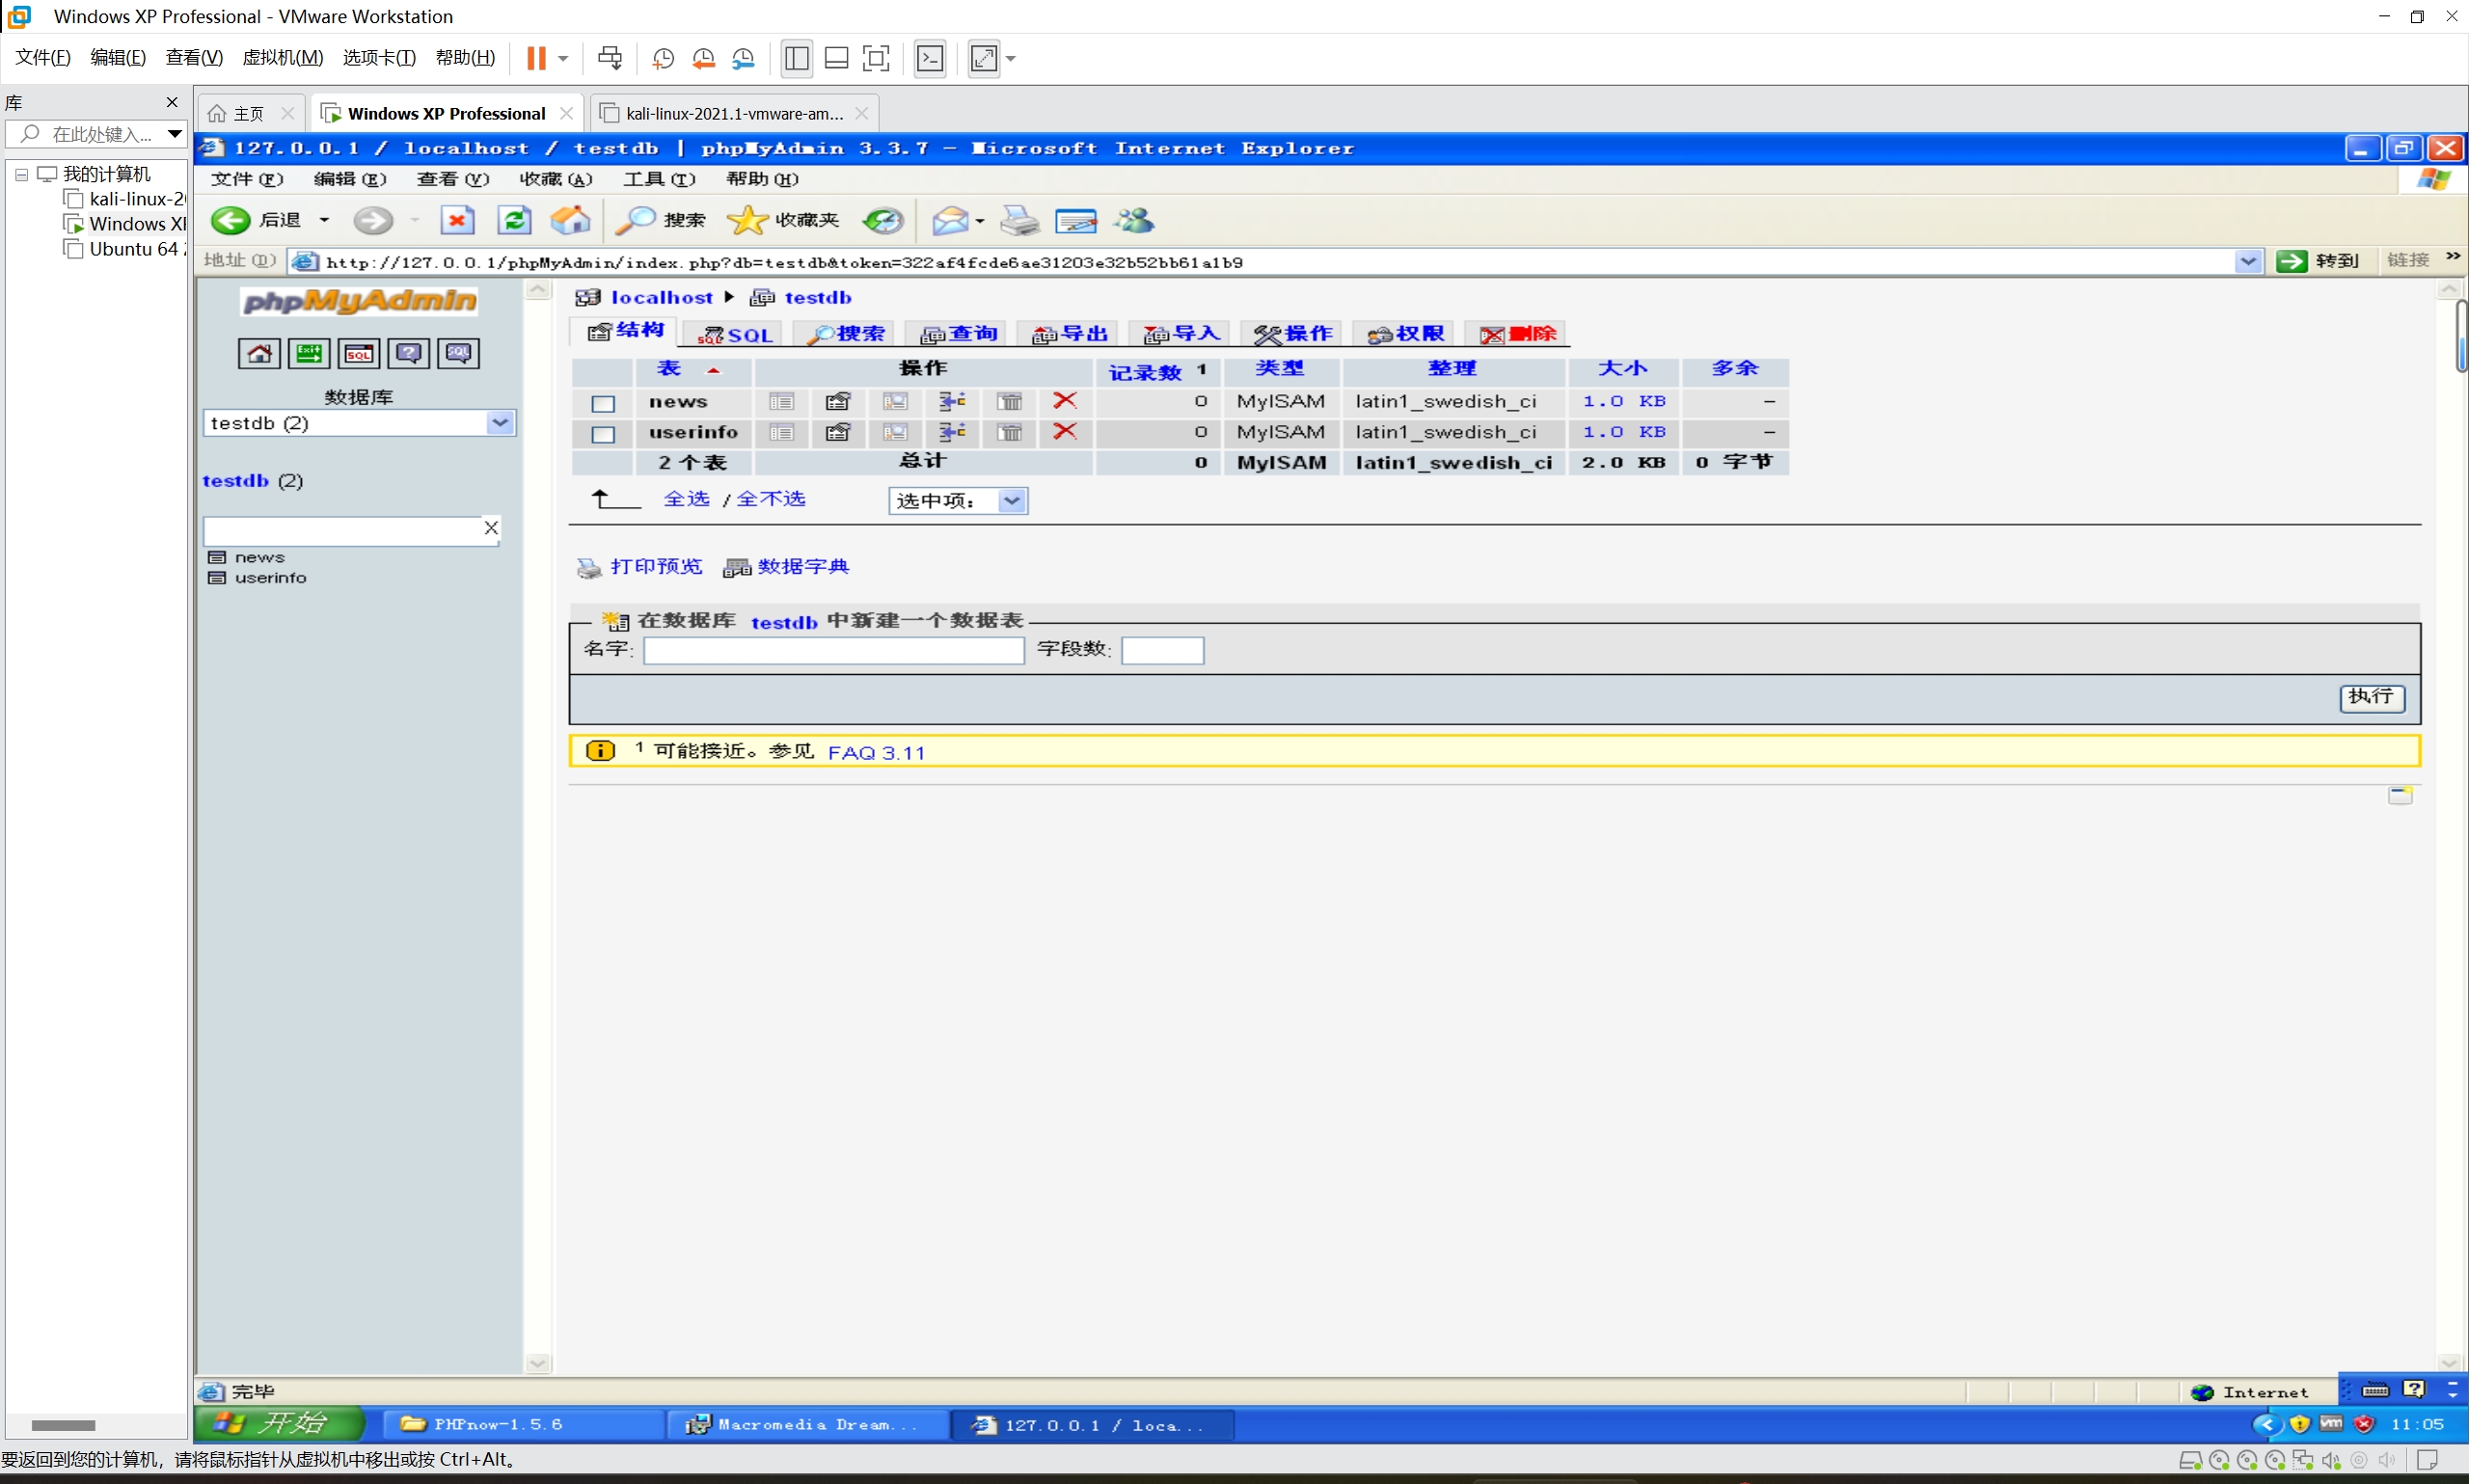 Windows XP Professional - VMware Workstation
文件(F) 编辑(E) 查看(V) 虚拟机(M) 选项卡(T) 帮助(H)
库
在此处键入...
我的计算机
kali-linux-2
Windows XI
Ubuntu 64
主页 Windows XP Professional kali-linux-2021.1-vmware-am...
127.0.0.1 / localhost / testdb | phpMyAdmin 3.3.7 - Microsoft Internet Explorer
文件(F) 编辑(E) 查看(V) 收藏(A) 工具(T) 帮助(H)
后退 搜索 收藏夹
地址(D) http://127.0.0.1/phpMyAdmin/index.php?db=testdb&token=322af4fcde6ae31203e32b52bb61a1b9 转到 链接 »
phpMyAdmin
Exit SQL ? SQL
数据库
testdb (2)
testdb (2)
X
news
userinfo
localhost testdb
结构 SQL 搜索 查询 导出 导入 操作 权限 删除
表 操作 记录数 1 类型 整理 大小 多余
news 0 MyISAM latin1_swedish_ci 1.0 KB -
userinfo 0 MyISAM latin1_swedish_ci 1.0 KB -
2 个表 总计 0 MyISAM latin1_swedish_ci 2.0 KB 0 字节
全选 / 全不选 选中项:
打印预览 数据字典
在数据库 testdb 中新建一个数据表
名字: 字段数:
执行
1 可能接近。参见 FAQ 3.11
完毕 Internet
开始 PHPnow-1.5.6 Macromedia Dream... 127.0.0.1 / loca... 11:05
要返回到您的计算机，请将鼠标指针从虚拟机中移出或按 Ctrl+Alt。